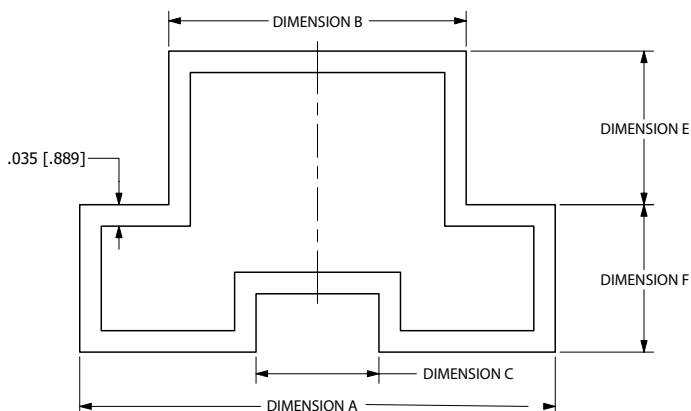 DIMENSION B
DIMENSION E
.035 [.889]
DIMENSION F
DIMENSION C
DIMENSION A